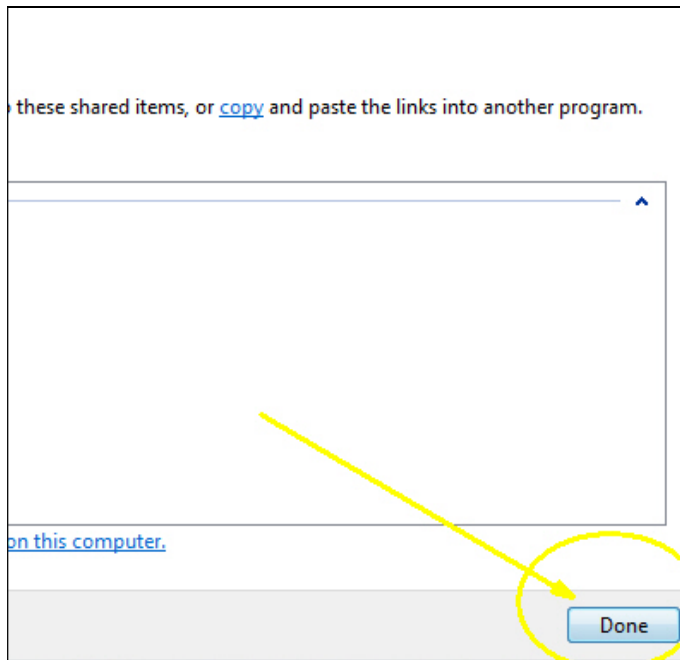 these shared items, or copy and paste the links into another program.
on this computer.
Done